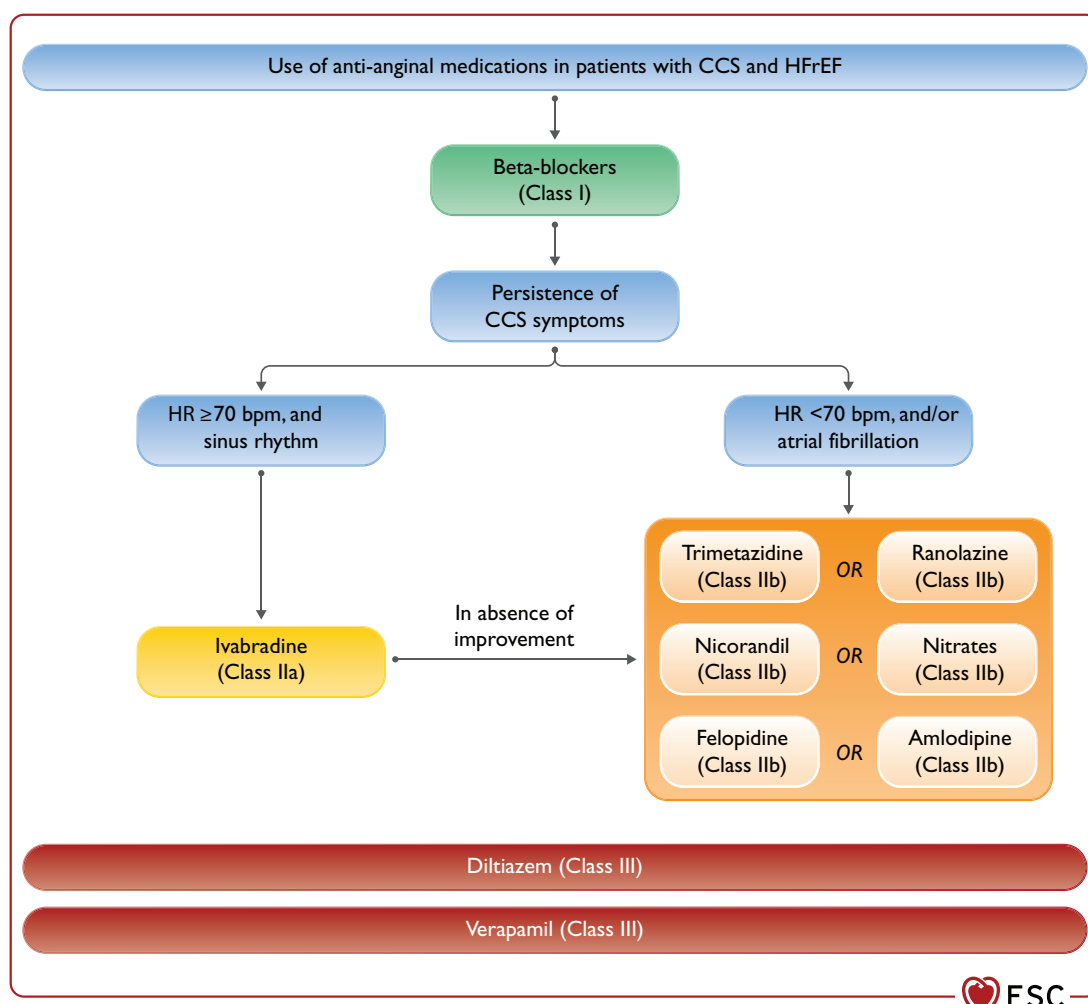 Use of anti-anginal medications in patients with CCS and HFrEF
Beta-blockers
(Class I)
Persistence of
CCS symptoms
HR ≥70 bpm, and
sinus rhythm
HR <70 bpm, and/or
atrial fibrillation
Trimetazidine
(Class IIb)
OR
Ranolazine
(Class IIb)
In absence of
improvement
Ivabradine
(Class IIa)
Nicorandil
(Class IIb)
OR
Nitrates
(Class IIb)
Felopidine
(Class IIb)
OR
Amlodipine
(Class IIb)
Diltiazem (Class III)
Verapamil (Class III)
ESC